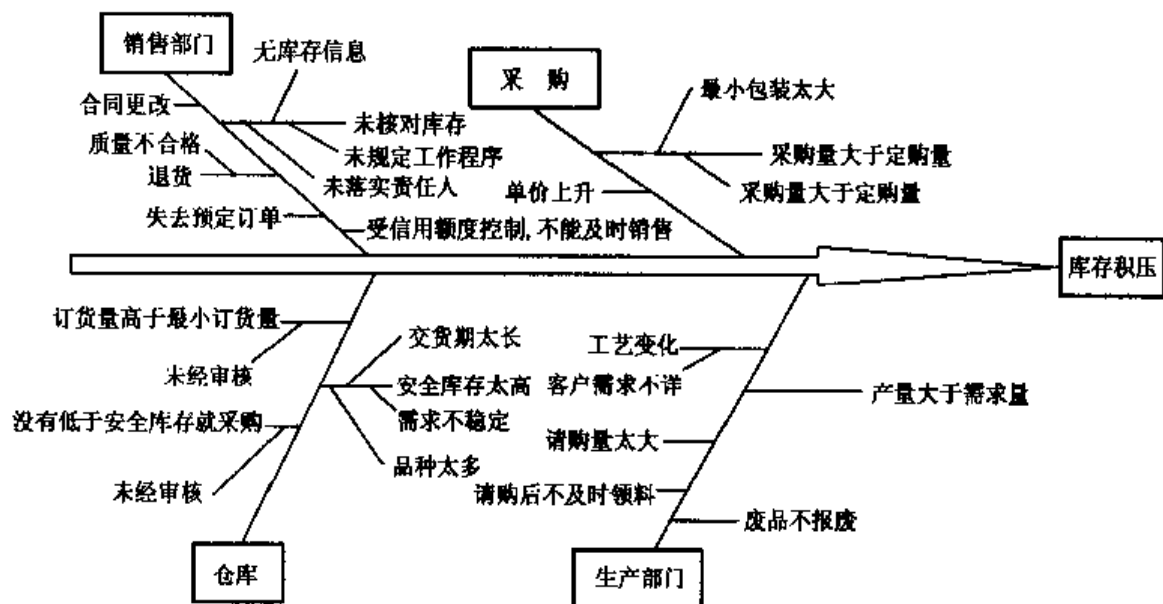 销售部门
无库存信息
采 购
最小包装太大
合同更改
未核对库存
质量不合格
未规定工作程序
采购量大于定购量
退货
未落实责任人
单价上升
采购量大于定购量
失去预定订单
受信用额度控制,不能及时销售
库存积压
订货量高于最小订货量
交货期太长
工艺变化
未经审核
安全库存太高
客户需求不详
产量大于需求量
没有低于安全库存就采购
需求不稳定
请购量太大
品种太多
未经审核
请购后不及时领料
废品不报废
仓库
生产部门